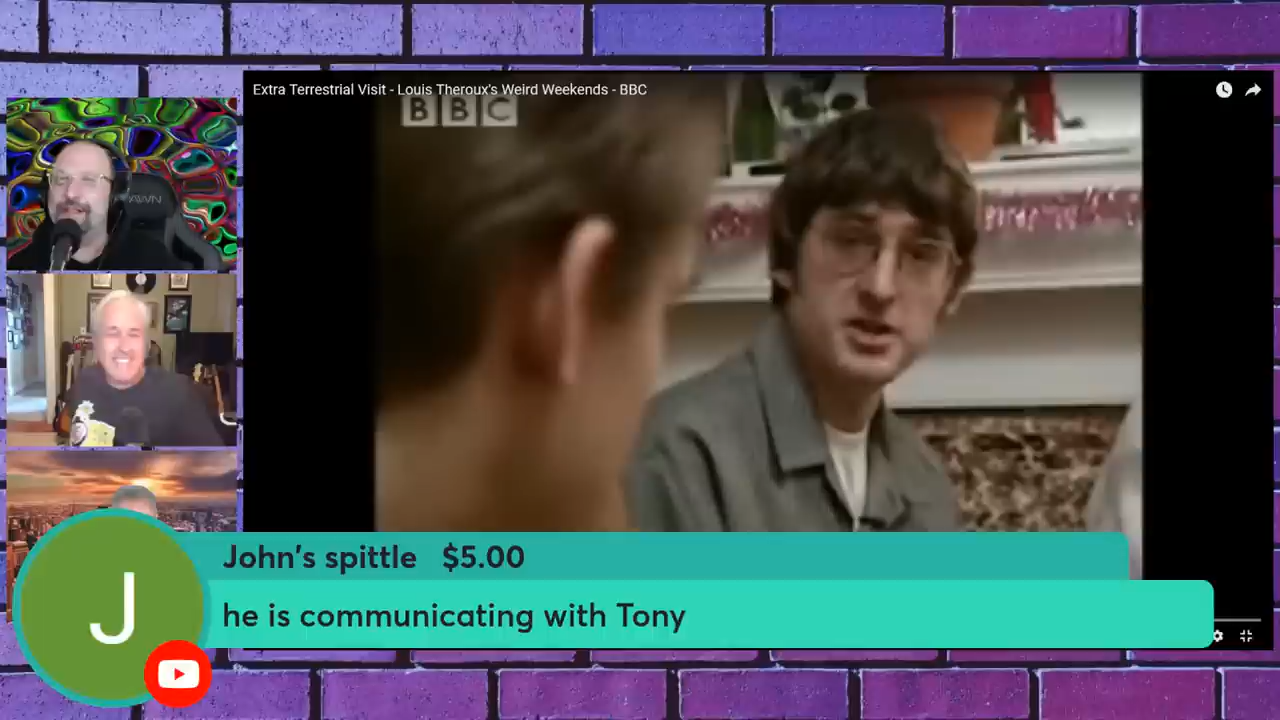 Extra Terrestrial Visit - Louis Theroux's Weird Weekends - BBC
BBC
John's spittle $5.00
he is communicating with Tony
J